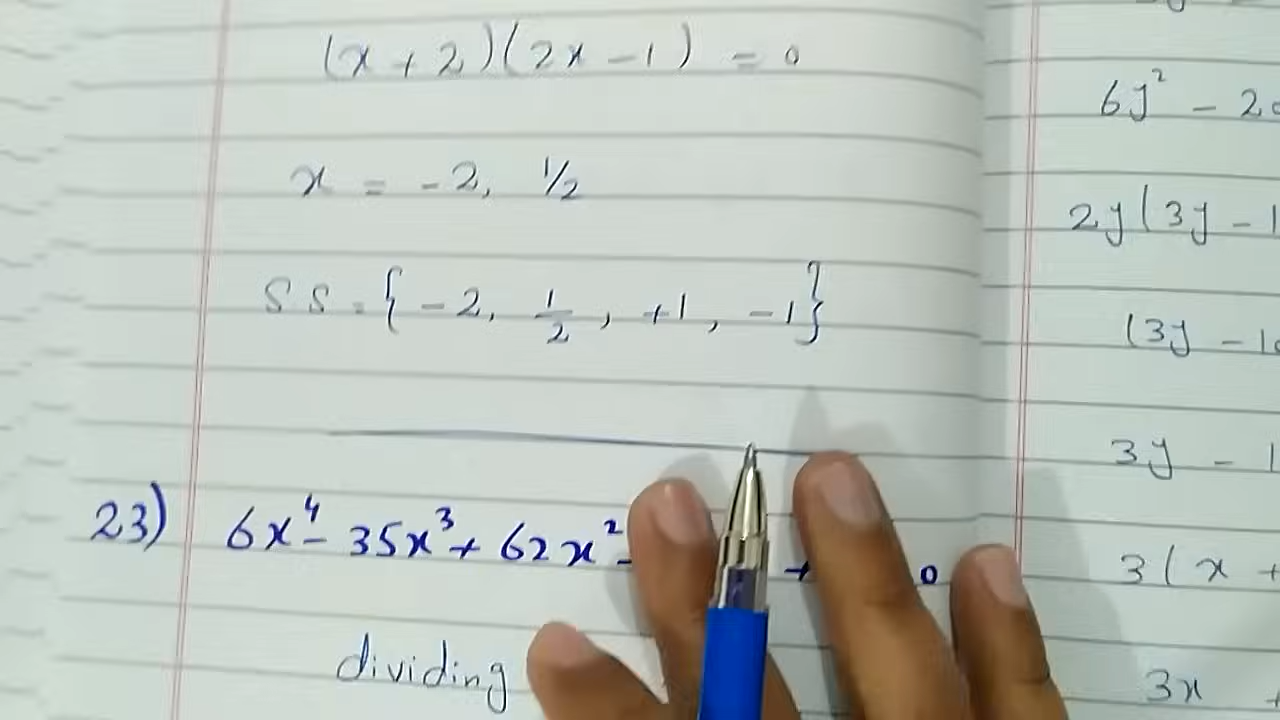 (x + 2)(2x - 1) = 0
x = -2, 1/2
S S = { -2, 1/2, +1, -1}
23) 6x⁴ - 35x³ + 62x² - + 0
dividing
6y² - 2
2y(3y - 1
(3y - 1
3y - 1
3(x +
3x +